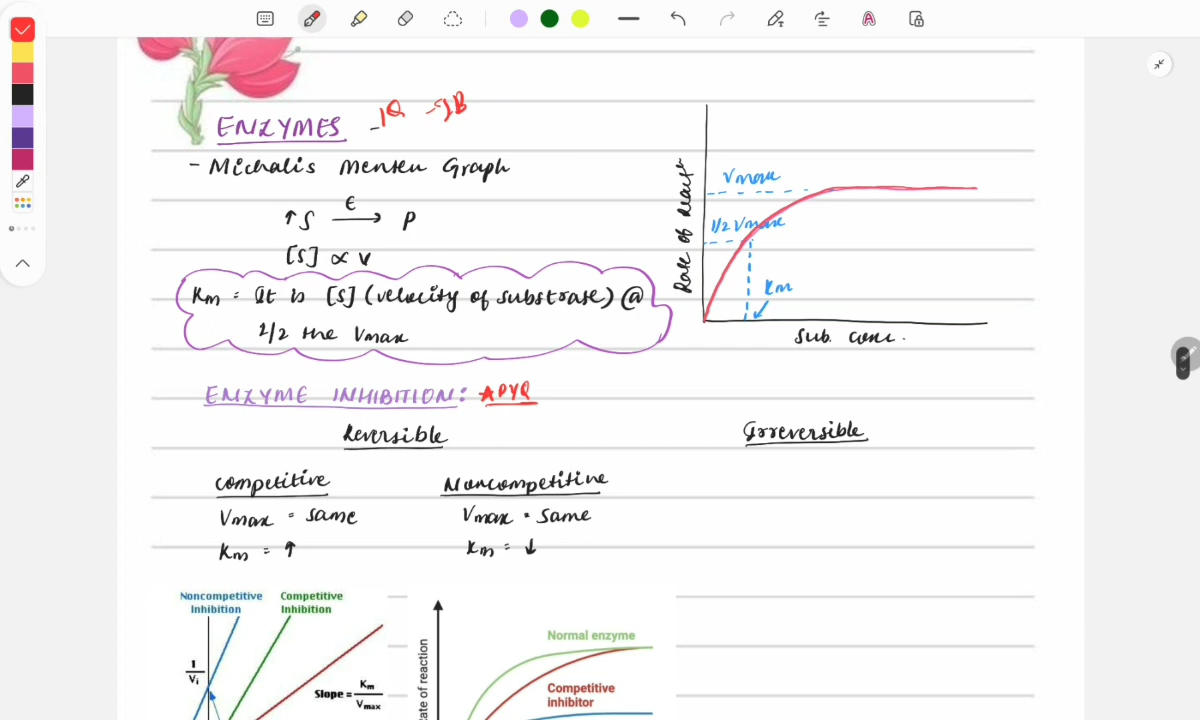 ENZYMES - 1Q
- Michalis Menten Graph
↑S E→ P
[S] ∝ V
Km = It is [S] (velocity of substrate) @
1/2 the Vmax
Rate of React
Vmax
1/2 Vmax
Km
Sub. conc.
ENZYME INHIBITION: *PYQ
Reversible
Irreversible
Competitive
Vmax = same
Km = ↑
Noncompetitive
Vmax = same
Km = ↓
Noncompetitive
Inhibition
Competitive
Inhibition
1
Vi
Slope = Km
Vmax
ate of reaction
Normal enzyme
Competitive
inhibitor